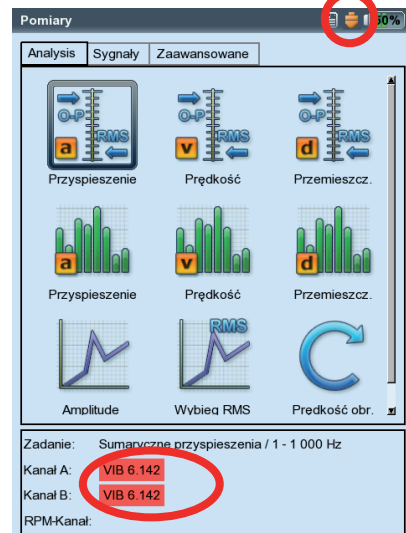 Pomiary 50%
Analysis Sygnały Zaawansowane
O-P RMS a O-P RMS v O-P RMS d
Przyspieszenie Prędkość Przemieszcz.
a v d
Przyspieszenie Prędkość Przemieszcz.
RMS
Amplitude Wybieg RMS Prędkość obr.
Zadanie: Sumaryczne przyspieszenia / 1 - 1 000 Hz
Kanał A: VIB 6.142
Kanał B: VIB 6.142
RPM-Kanał: